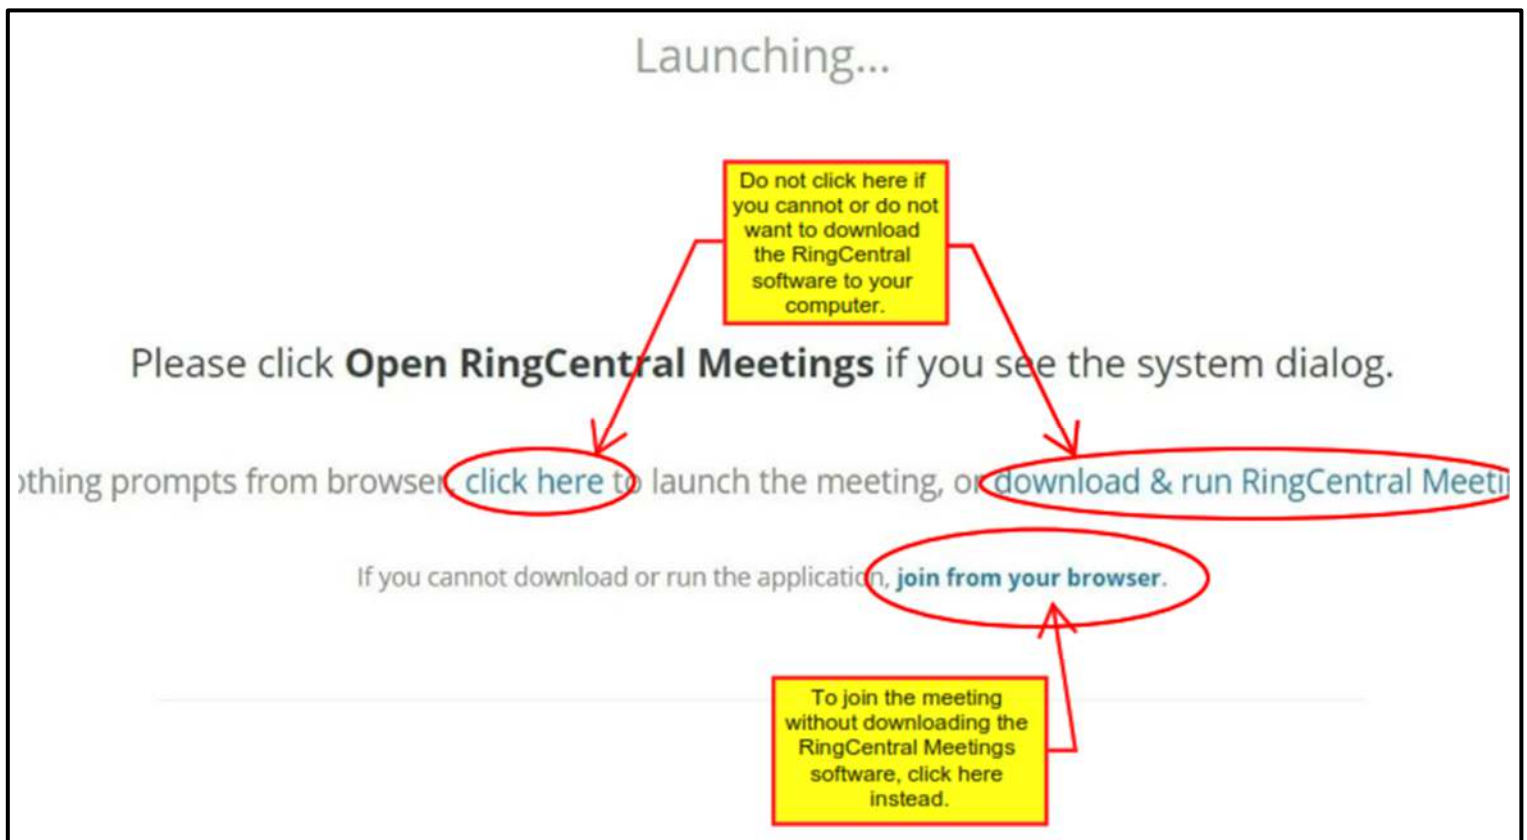 Launching...
Do not click here if
you cannot or do not
want to download
the RingCentral
software to your
computer.
Please click Open RingCentral Meetings if you see the system dialog.
prompts from browser, click here to launch the meeting, or download & run RingCentral
If you cannot download or run the application, join from your browser.
To join the meeting
without downloading the
RingCentral Meetings
software, click here
instead.